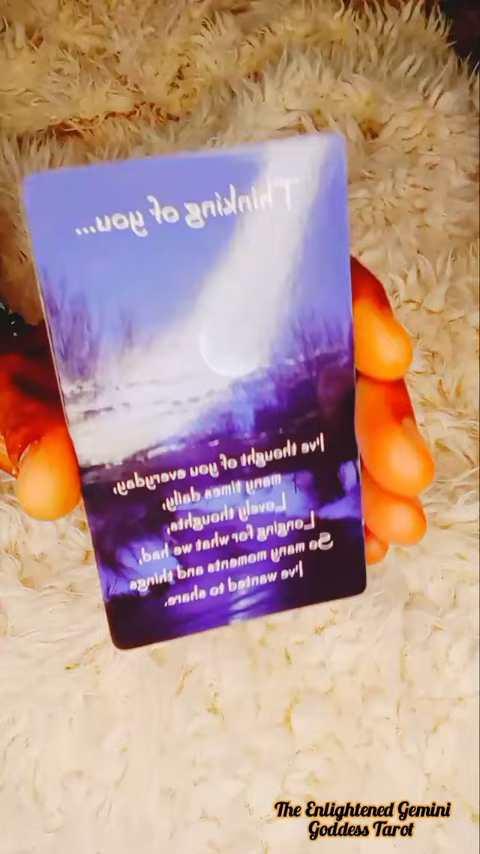 Thinking of you...
I've thought of you everyday,
many times daily,
Lovely thoughts,
Longing for what we had,
So many moments and things
I've wanted to share.
The Enlightened Gemini
Goddess Tarot